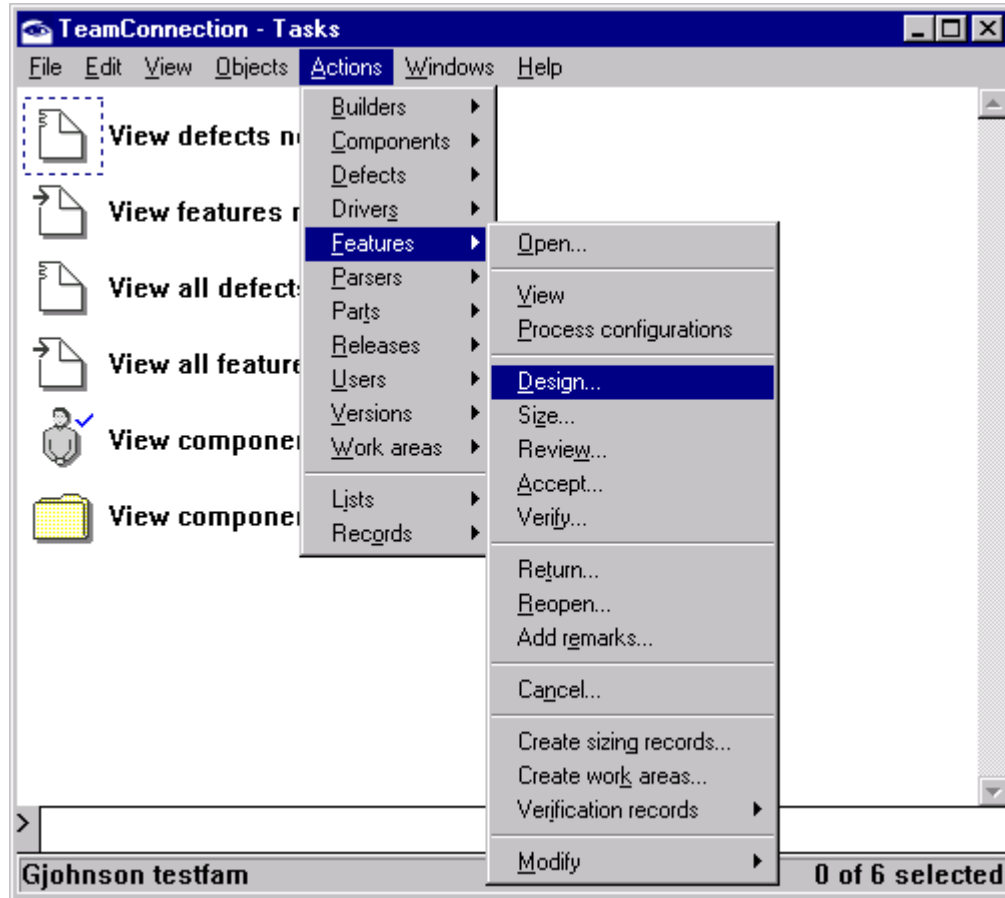 TeamConnection - Tasks
File Edit View Objects Actions Windows Help
View defects n
View features r
View all defect
View all feature
View componei
View componei
Builders
Components
Defects
Drivers
Features
Parsers
Parts
Releases
Users
Versions
Work areas
Lists
Records
Open...
View
Process configurations
Design...
Size...
Review...
Accept...
Verify...
Return...
Reopen...
Add remarks...
Cancel...
Create sizing records...
Create work areas...
Verification records
Modify
>
Gjohnson testfam 0 of 6 selected